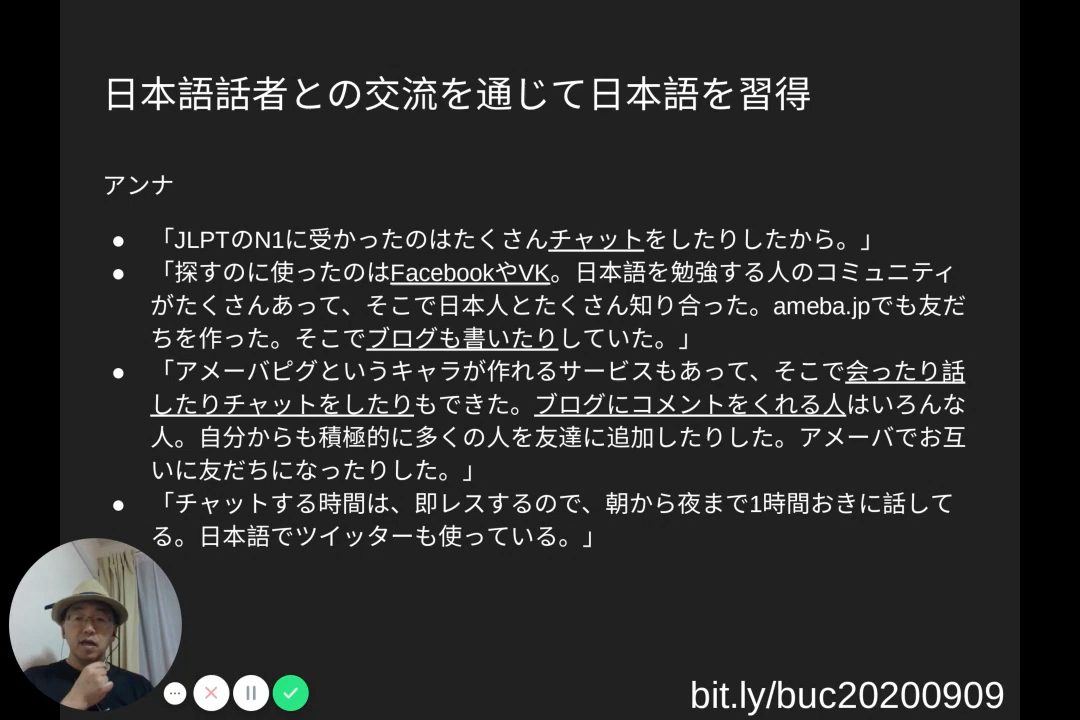 日本語話者との交流を通じて日本語を習得
アンナ
● 「JLPTのN1に受かったのはたくさんチャットをしたりしたから。」
● 「探すのに使ったのはFacebookやVK。日本語を勉強する人のコミュニティ
がたくさんあって、そこで日本人とたくさん知り合った。ameba.jpでも友だ
ちを作った。そこでブログも書いたりしていた。」
● 「アメーバピグというキャラが作れるサービスもあって、そこで会ったり話
したりチャットをしたりもできた。ブログにコメントをくれる人はいろんな
人。自分からも積極的に多くの人を友達に追加したりした。アメーバでお互
いに友だちになったりした。」
● 「チャットする時間は、即レスするので、朝から夜まで1時間おきに話して
る。日本語でツイッターも使っている。」
bit.ly/buc20200909